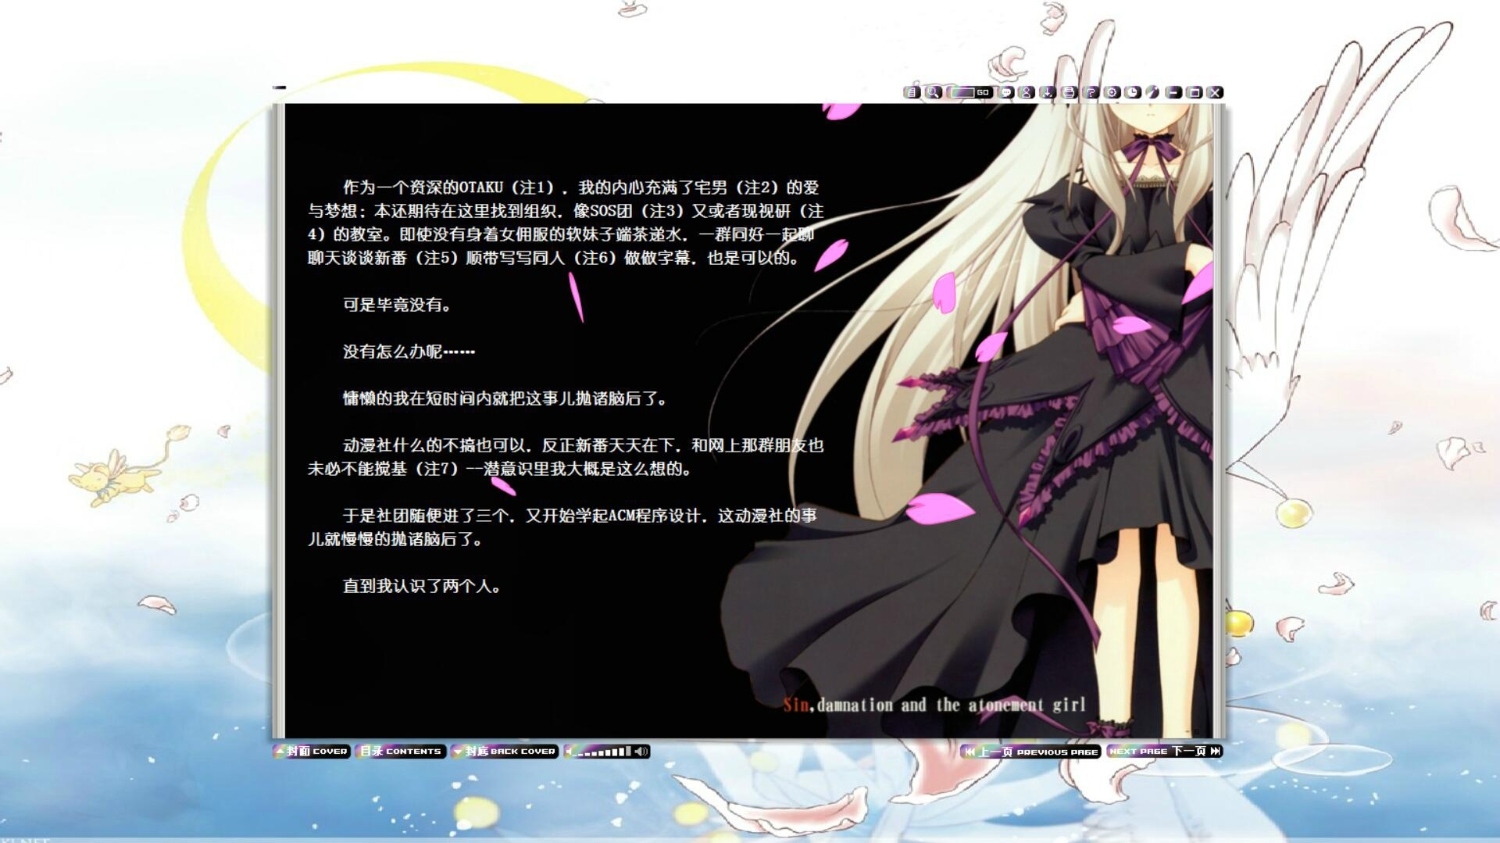 GO
作为一个资深的OTAKU（注1），我的内心充满了宅男（注2）的爱
与梦想；本还期待在这里找到组织，像SOS团（注3）又或者现视研（注
4）的教室。即使没有身着女佣服的软妹子端茶递水，一群同好一起聊
聊天谈谈新番（注5）顺带写写同人（注6）做做字幕，也是可以的。
可是毕竟没有。
没有怎么办呢……
慵懒的我在短时间内就把这事儿抛诸脑后了。
动漫社什么的不搞也可以，反正新番天天在下，和网上那群朋友也
未必不能搅基（注7）--潜意识里我大概是这么想的。
于是社团随便进了三个，又开始学起ACM程序设计，这动漫社的事
儿就慢慢的抛诸脑后了。
直到我认识了两个人。
Sin,damnation and the atonement girl
封面 COVER 目录 CONTENTS 封底 BACK COVER 上一页 PREVIOUS PAGE NEXT PAGE 下一页